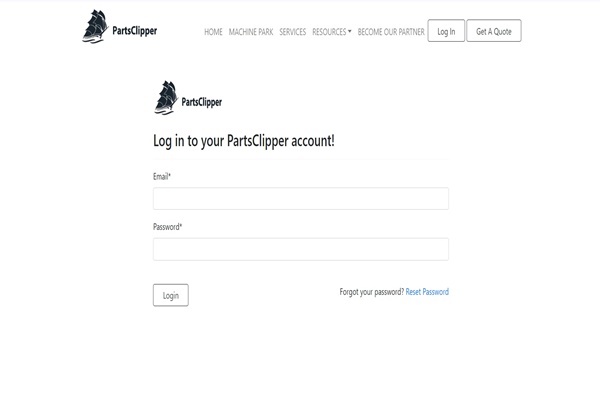 PartsClipper HOME MACHINE PARK SERVICES RESOURCES BECOME OUR PARTNER Log In Get A Quote
PartsClipper
Log in to your PartsClipper account!
Email*
Password*
Login Forgot your password? Reset Password